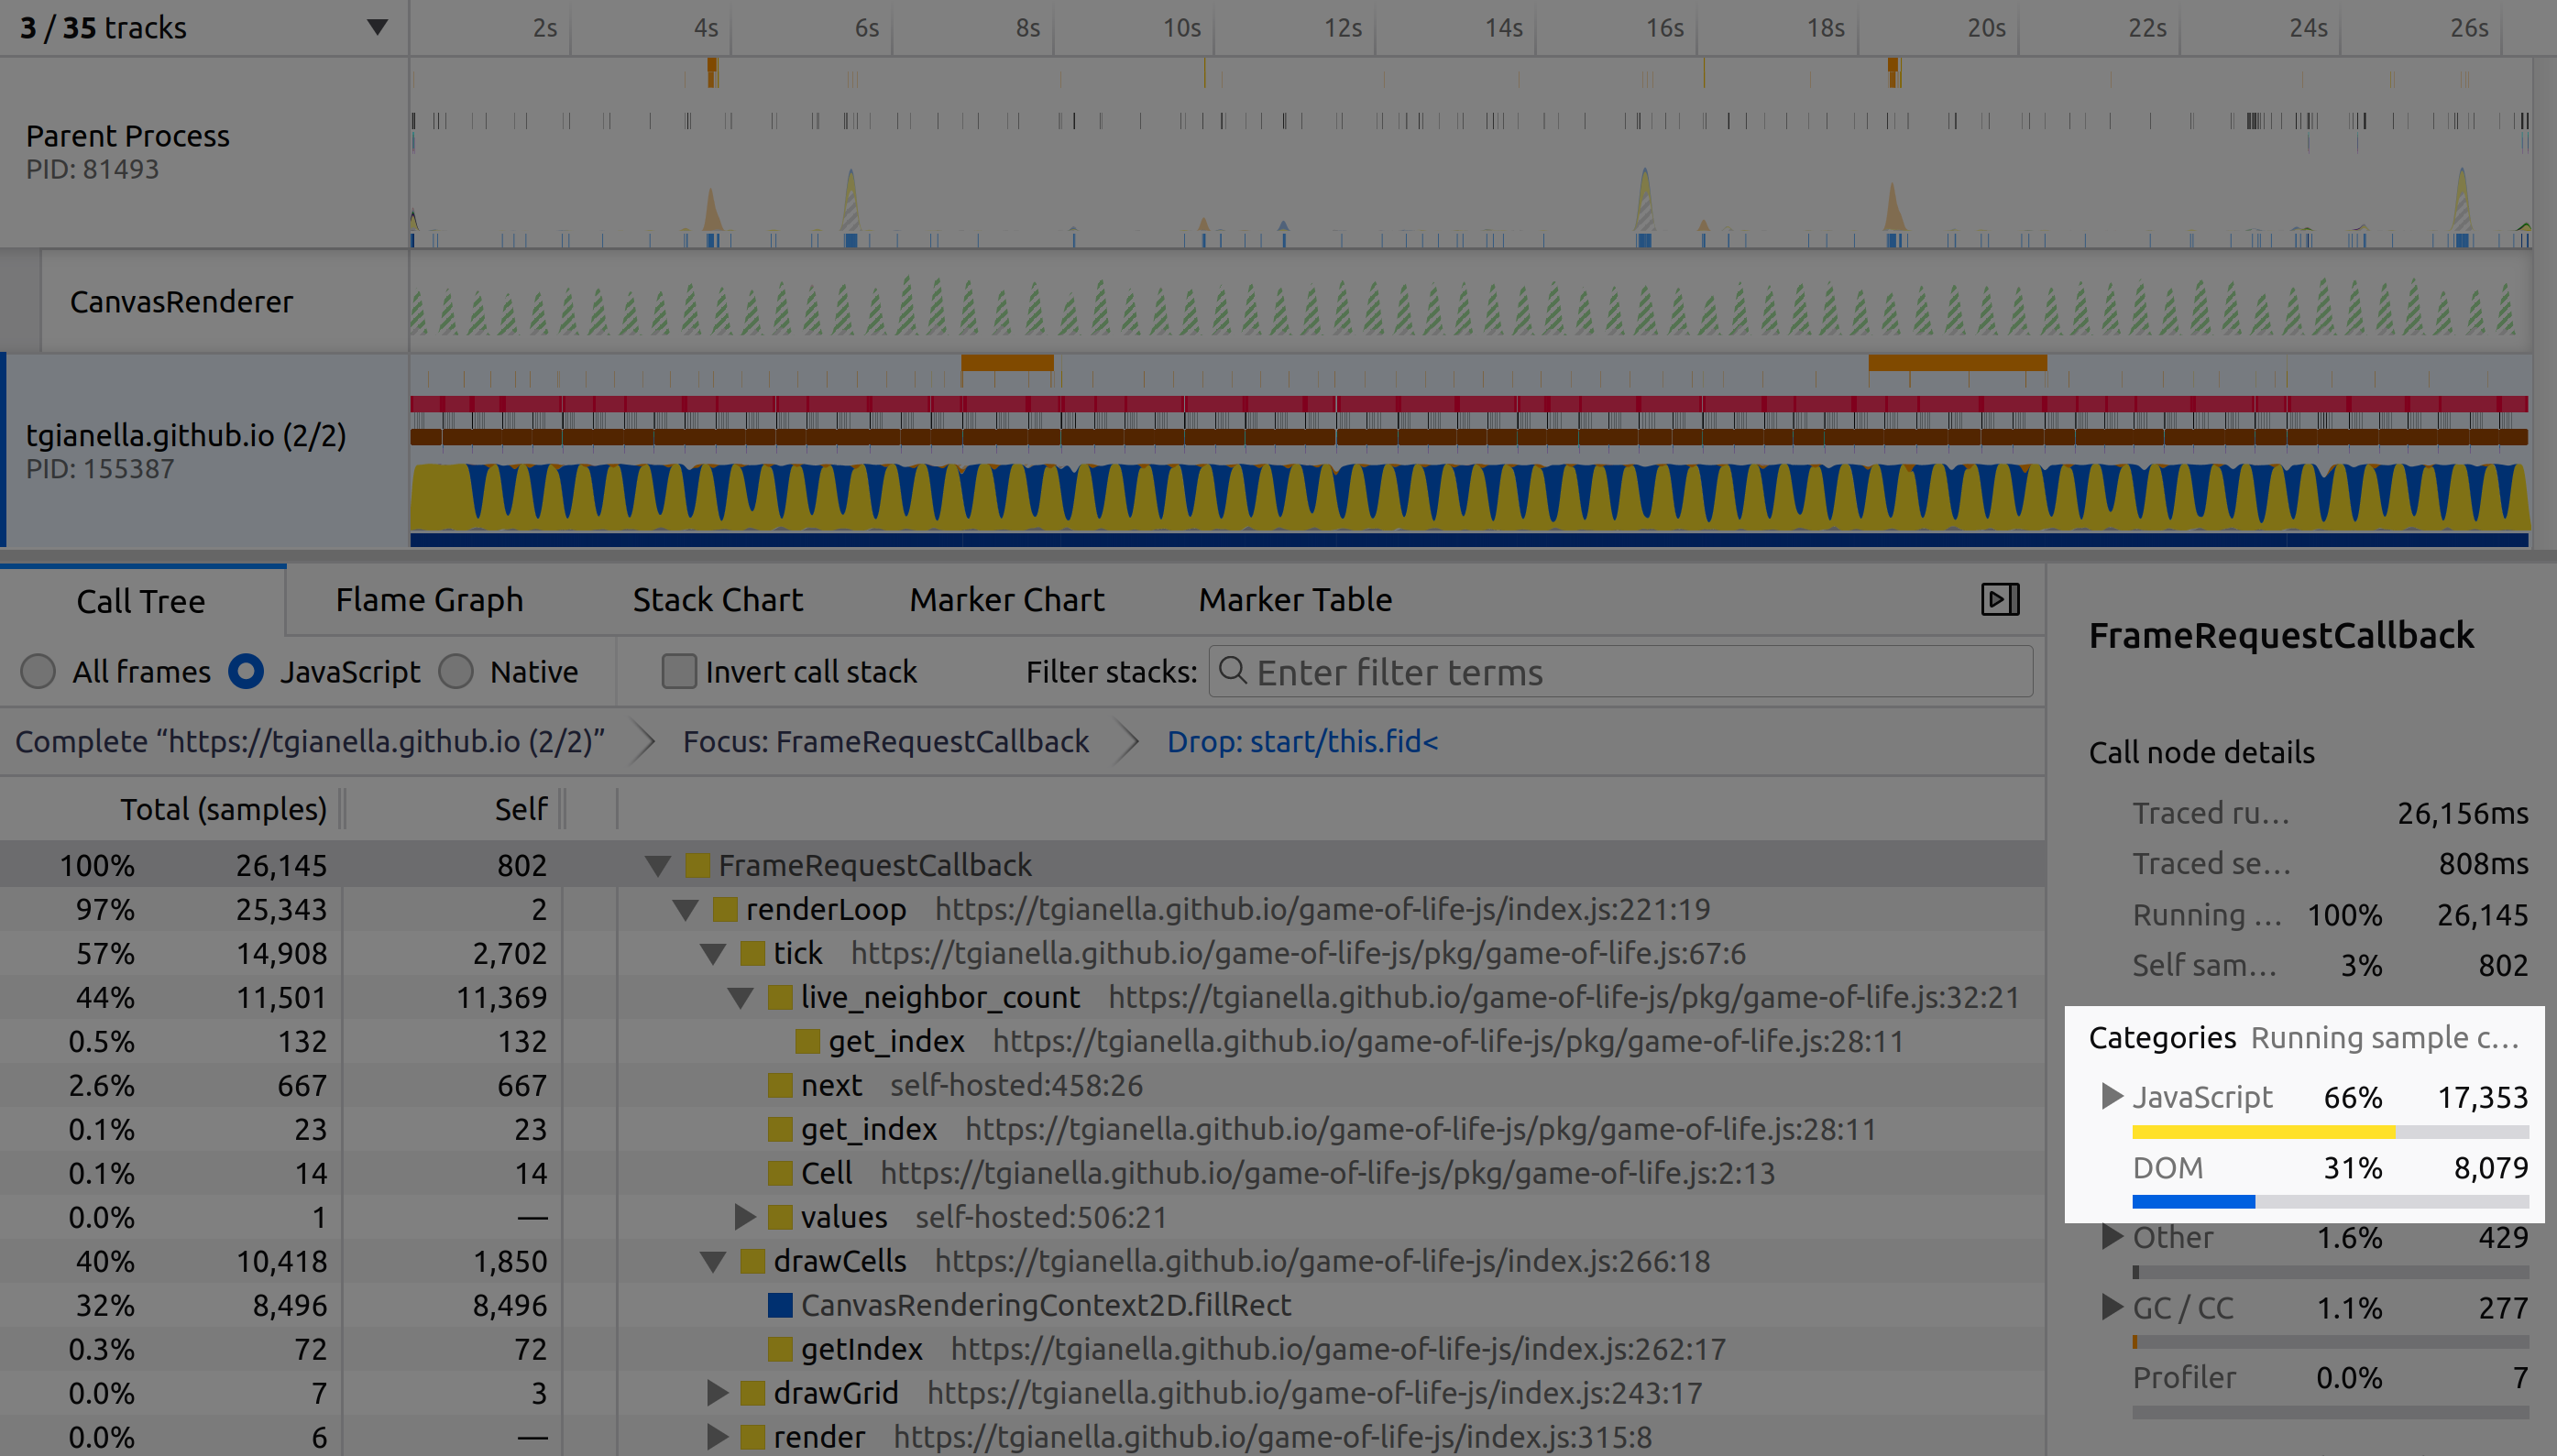 3 / 35 tracks
2s 4s 6s 8s 10s 12s 14s 16s 18s 20s 22s 24s 26s
Parent Process
PID: 81493
CanvasRenderer
tgianella.github.io (2/2)
PID: 155387
Call Tree Flame Graph Stack Chart Marker Chart Marker Table
All frames JavaScript Native Invert call stack Filter stacks: Enter filter terms
Complete “https://tgianella.github.io (2/2)” Focus: FrameRequestCallback Drop: start/this.fid<
Total (samples) Self
100% 26,145 802 FrameRequestCallback
97% 25,343 2 renderLoop https://tgianella.github.io/game-of-life-js/index.js:221:19
57% 14,908 2,702 tick https://tgianella.github.io/game-of-life-js/pkg/game-of-life.js:67:6
44% 11,501 11,369 live_neighbor_count https://tgianella.github.io/game-of-life-js/pkg/game-of-life.js:32:21
0.5% 132 132 get_index https://tgianella.github.io/game-of-life-js/pkg/game-of-life.js:28:11
2.6% 667 667 next self-hosted:458:26
0.1% 23 23 get_index https://tgianella.github.io/game-of-life-js/pkg/game-of-life.js:28:11
0.1% 14 14 Cell https://tgianella.github.io/game-of-life-js/pkg/game-of-life.js:2:13
0.0% 1 — values self-hosted:506:21
40% 10,418 1,850 drawCells https://tgianella.github.io/game-of-life-js/index.js:266:18
32% 8,496 8,496 CanvasRenderingContext2D.fillRect
0.3% 72 72 getIndex https://tgianella.github.io/game-of-life-js/index.js:262:17
0.0% 7 3 drawGrid https://tgianella.github.io/game-of-life-js/index.js:243:17
0.0% 6 — render https://tgianella.github.io/game-of-life-js/index.js:315:8
FrameRequestCallback
Call node details
Traced ru… 26,156ms
Traced se… 808ms
Running … 100% 26,145
Self sam… 3% 802
Categories Running sample c…
JavaScript 66% 17,353
DOM 31% 8,079
Other 1.6% 429
GC / CC 1.1% 277
Profiler 0.0% 7